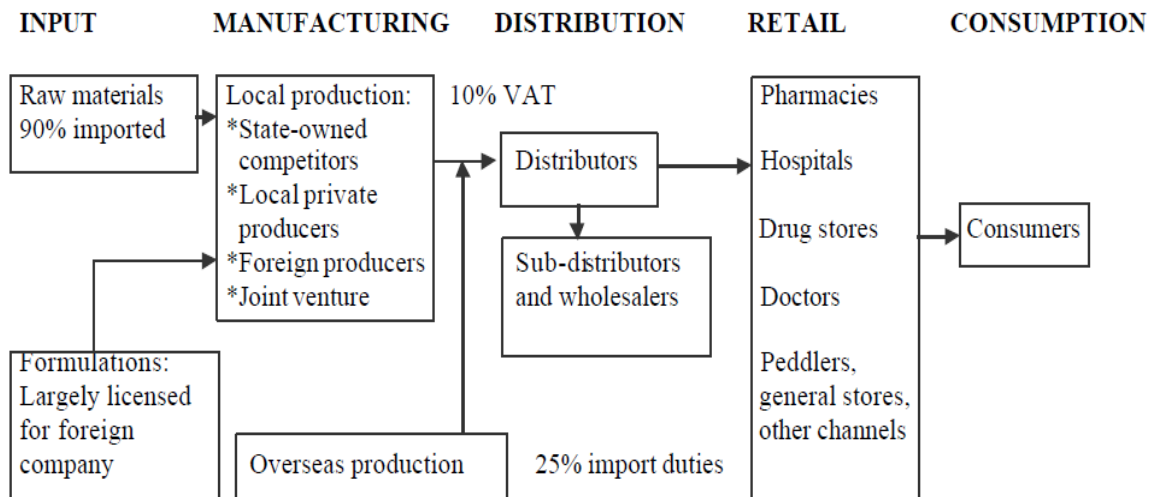 INPUT
MANUFACTURING
DISTRIBUTION
RETAIL
CONSUMPTION
Raw materials
90% imported
Formulations:
Largely licensed
for foreign
company
Local production:
*State-owned
competitors
*Local private
producers
*Foreign producers
*Joint venture
Overseas production
10% VAT
25% import duties
Distributors
Sub-distributors
and wholesalers
Pharmacies
Hospitals
Drug stores
Doctors
Peddlers,
general stores,
other channels
Consumers